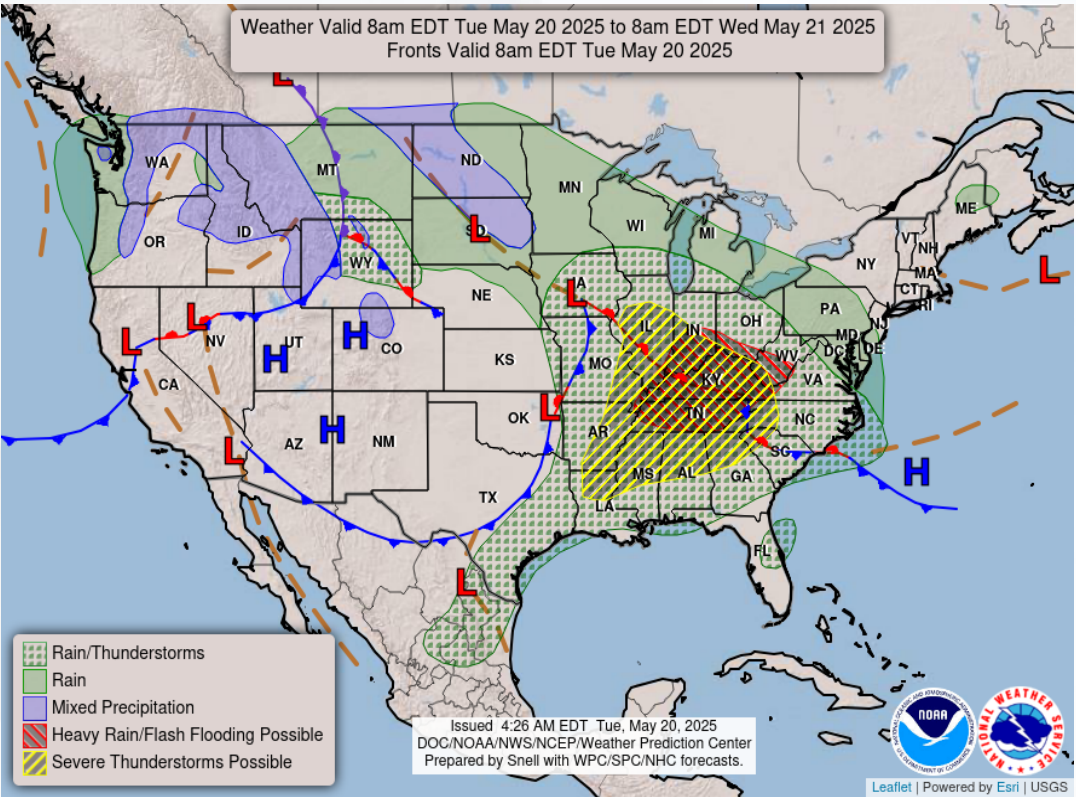 Weather Valid 8am EDT Tue May 20 2025 to 8am EDT Wed May 21 2025
Fronts Valid 8am EDT Tue May 20 2025
L
WA
MT
ND
MN
ME
OR
ID
SD
L
WI
MI
VT
NH
WY
NY
MA
L
CT
RI
NE
IA
L
PA
NJ
L
L
NV
H
UT
H
CO
IL
IN
OH
MD
DE
DC
WV
CA
KS
MO
KY
VA
H
AZ
NM
OK
L
AR
TN
NC
L
TX
MS
AL
GA
SC
H
LA
FL
L
Rain/Thunderstorms
Rain
Mixed Precipitation
Heavy Rain/Flash Flooding Possible
Severe Thunderstorms Possible
Issued 4:26 AM EDT Tue, May 20, 2025
DOC/NOAA/NWS/NCEP/Weather Prediction Center
Prepared by Snell with WPC/SPC/NHC forecasts.
NOAA
NATIONAL WEATHER SERVICE
Leaflet | Powered by Esri | USGS